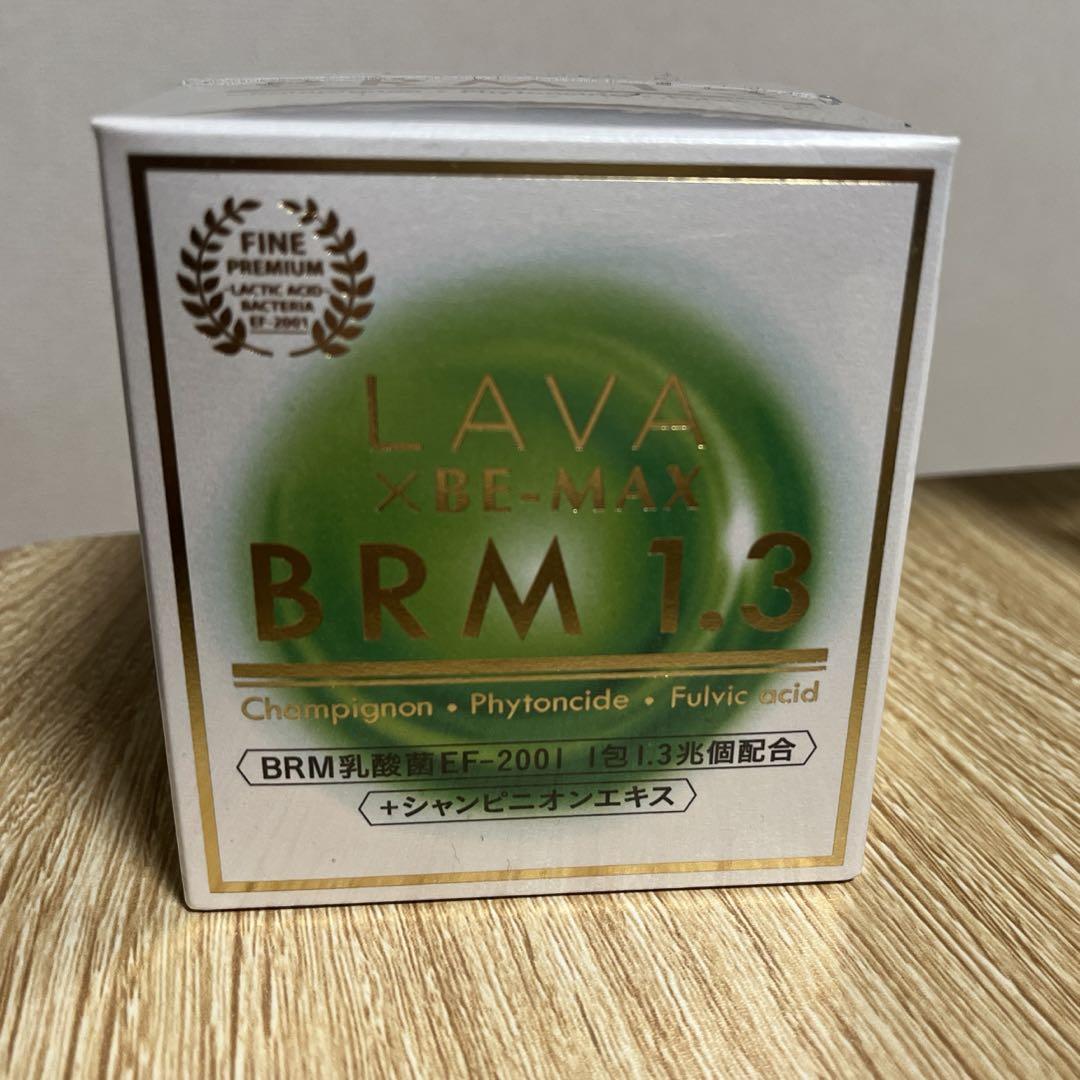 FINE
PREMIUM
-LACTIC ACID-
BACTERIA
EF-2001
LAVA
×BE-MAX
BRM 1.3
Champignon • Phytoncide • Fulvic acid
BRM乳酸菌EF-2001 1包1.3兆個配合
+シャンピニオンエキス